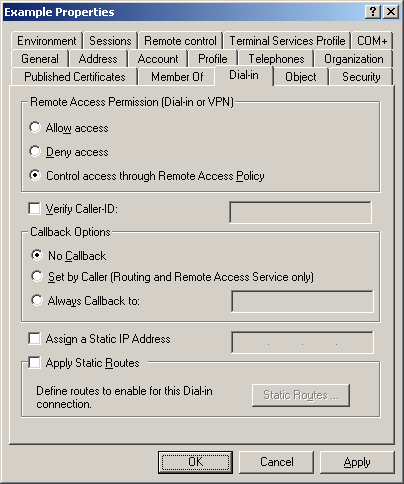 Example Properties
Environment Sessions Remote control Terminal Services Profile COM+
General Address Account Profile Telephones Organization
Published Certificates Member Of Dial-in Object Security
Remote Access Permission (Dial-in or VPN)
Allow access
Deny access
Control access through Remote Access Policy
Verify Caller-ID:
Callback Options
No Callback
Set by Caller (Routing and Remote Access Service only)
Always Callback to:
Assign a Static IP Address . . .
Apply Static Routes
Define routes to enable for this Dial-in
connection.
Static Routes ...
OK Cancel Apply